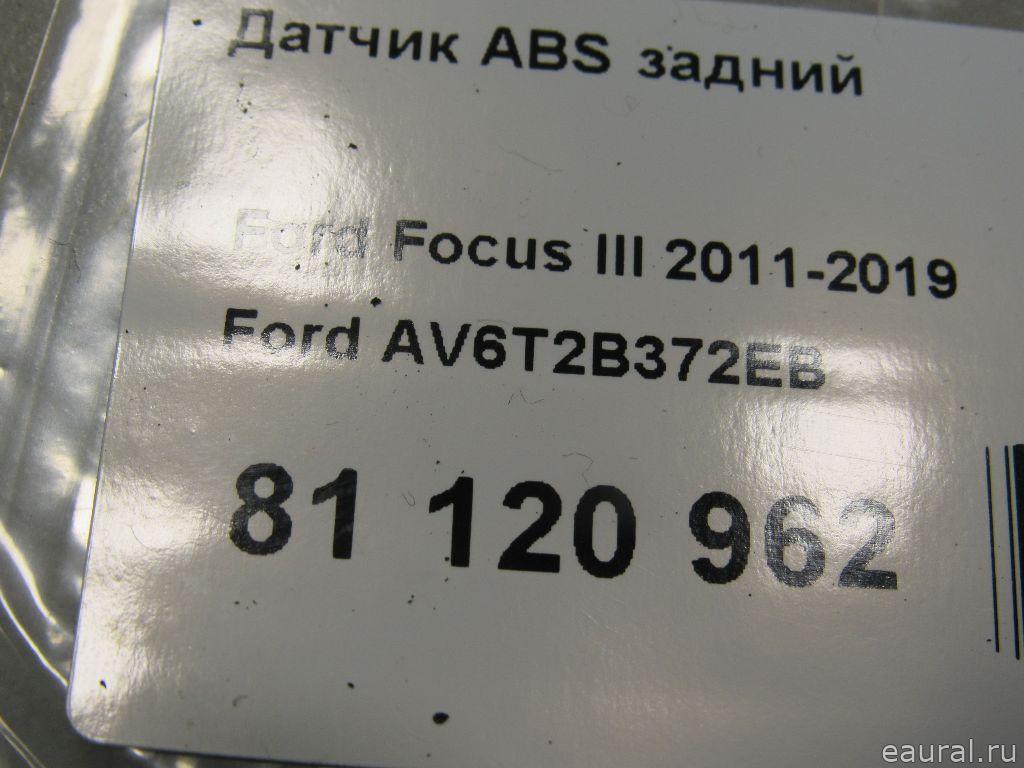 Датчик ABS задний
Ford Focus III 2011-2019
Ford AV6T2B372EB
81 120 962
eaural.ru